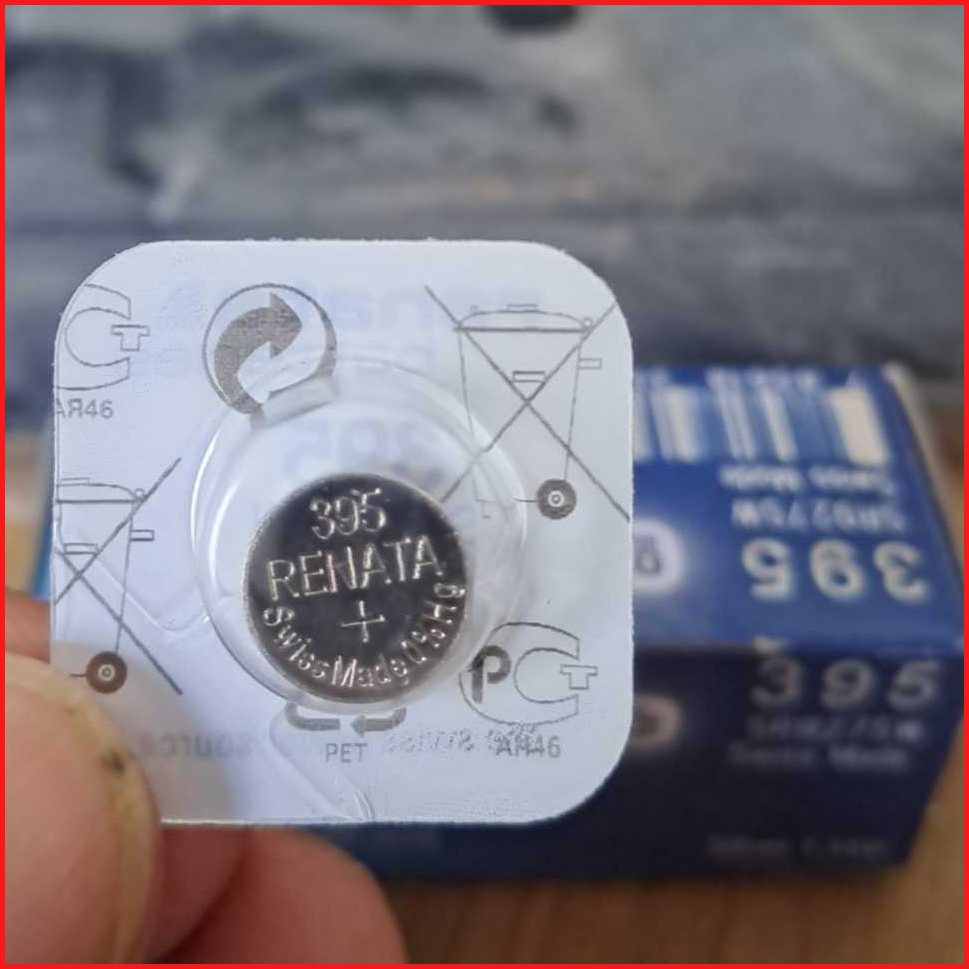 AR46
395
RENATA
+
Swiss Made 0% Hg
PET
AR46
395
SR927SW
Swiss Made
395